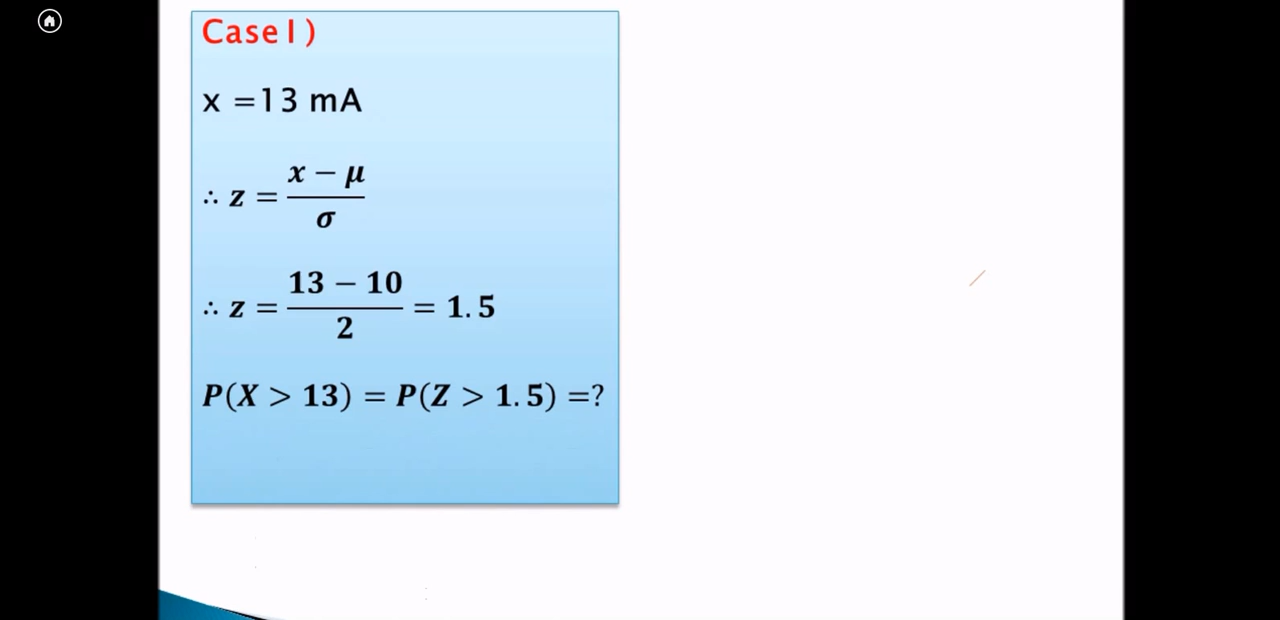 Case I )
x =13 mA
∴ z = (x − μ)/σ
∴ z = (13 − 10)/2 = 1.5
P(X > 13) = P(Z > 1.5) =?